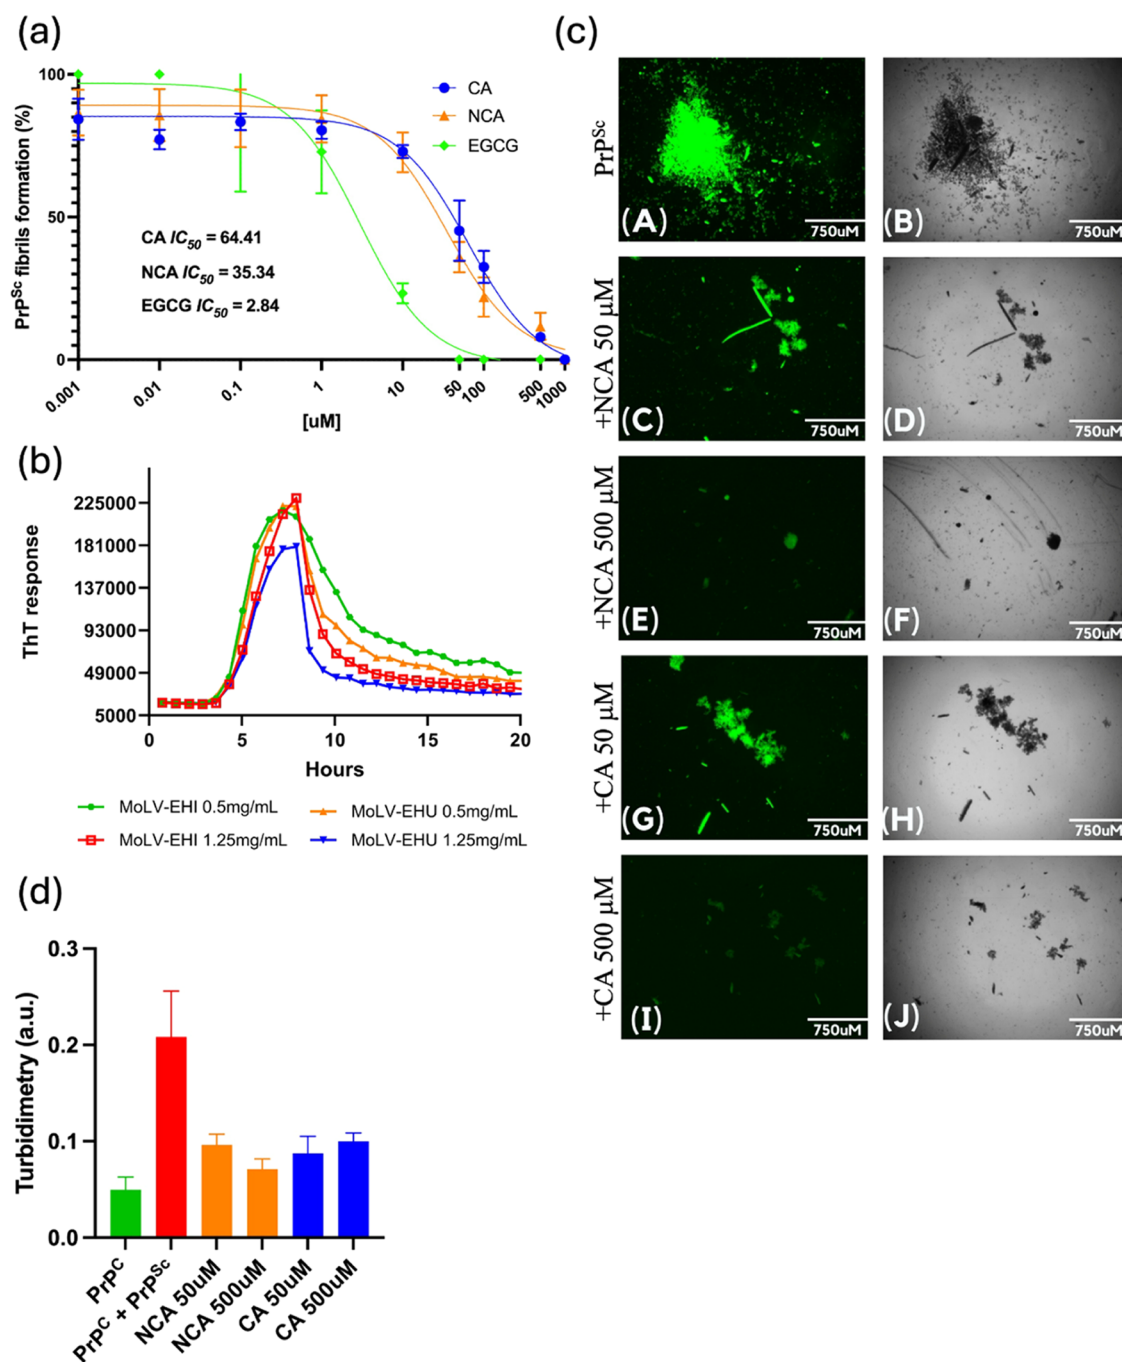 (a)
100
50
0
PrPSc fibrils formation (%)
CA
NCA
EGCG
CA IC50 = 64.41
NCA IC50 = 35.34
EGCG IC50 = 2.84
0.001
0.01
0.1
1
10
50
100
500
1000
[uM]
(b)
225000
181000
137000
93000
49000
5000
ThT response
0
5
10
15
20
Hours
MoLV-EHI 0.5mg/mL
MoLV-EHU 0.5mg/mL
MoLV-EHI 1.25mg/mL
MoLV-EHU 1.25mg/mL
(c)
PrPSc
(A)
750uM
(B)
750uM
+NCA 50 µM
(C)
750uM
(D)
750uM
+NCA 500 µM
(E)
750uM
(F)
750uM
+CA 50 µM
(G)
750uM
(H)
750uM
+CA 500 µM
(I)
750uM
(J)
750uM
(d)
0.3
0.2
0.1
0.0
Turbidimetry (a.u.)
PrPC
PrPC + PrPSc
NCA 50uM
NCA 500uM
CA 50uM
CA 500uM